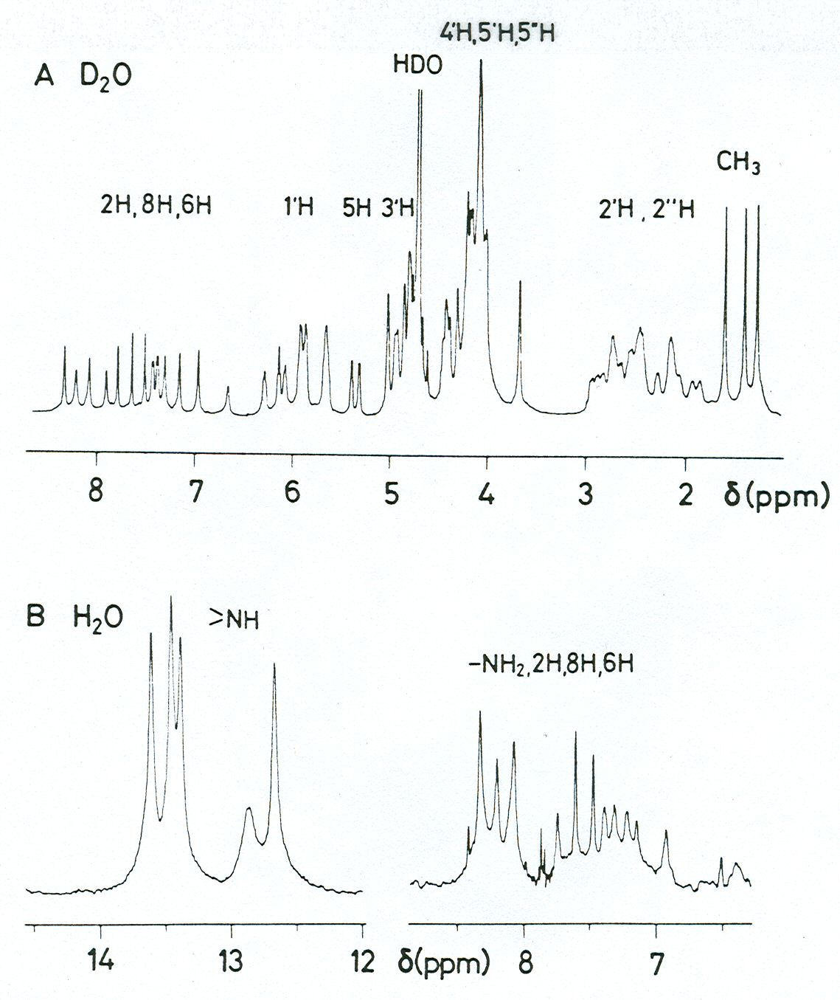 4'H,5'H,5"H
HDO
A D₂O
CH₃
2H,8H,6H 1'H 5H 3'H 2'H , 2''H
8 7 6 5 4 3 2 δ(ppm)
B H₂O >NH
-NH₂,2H,8H,6H
14 13 12 δ(ppm) 8 7